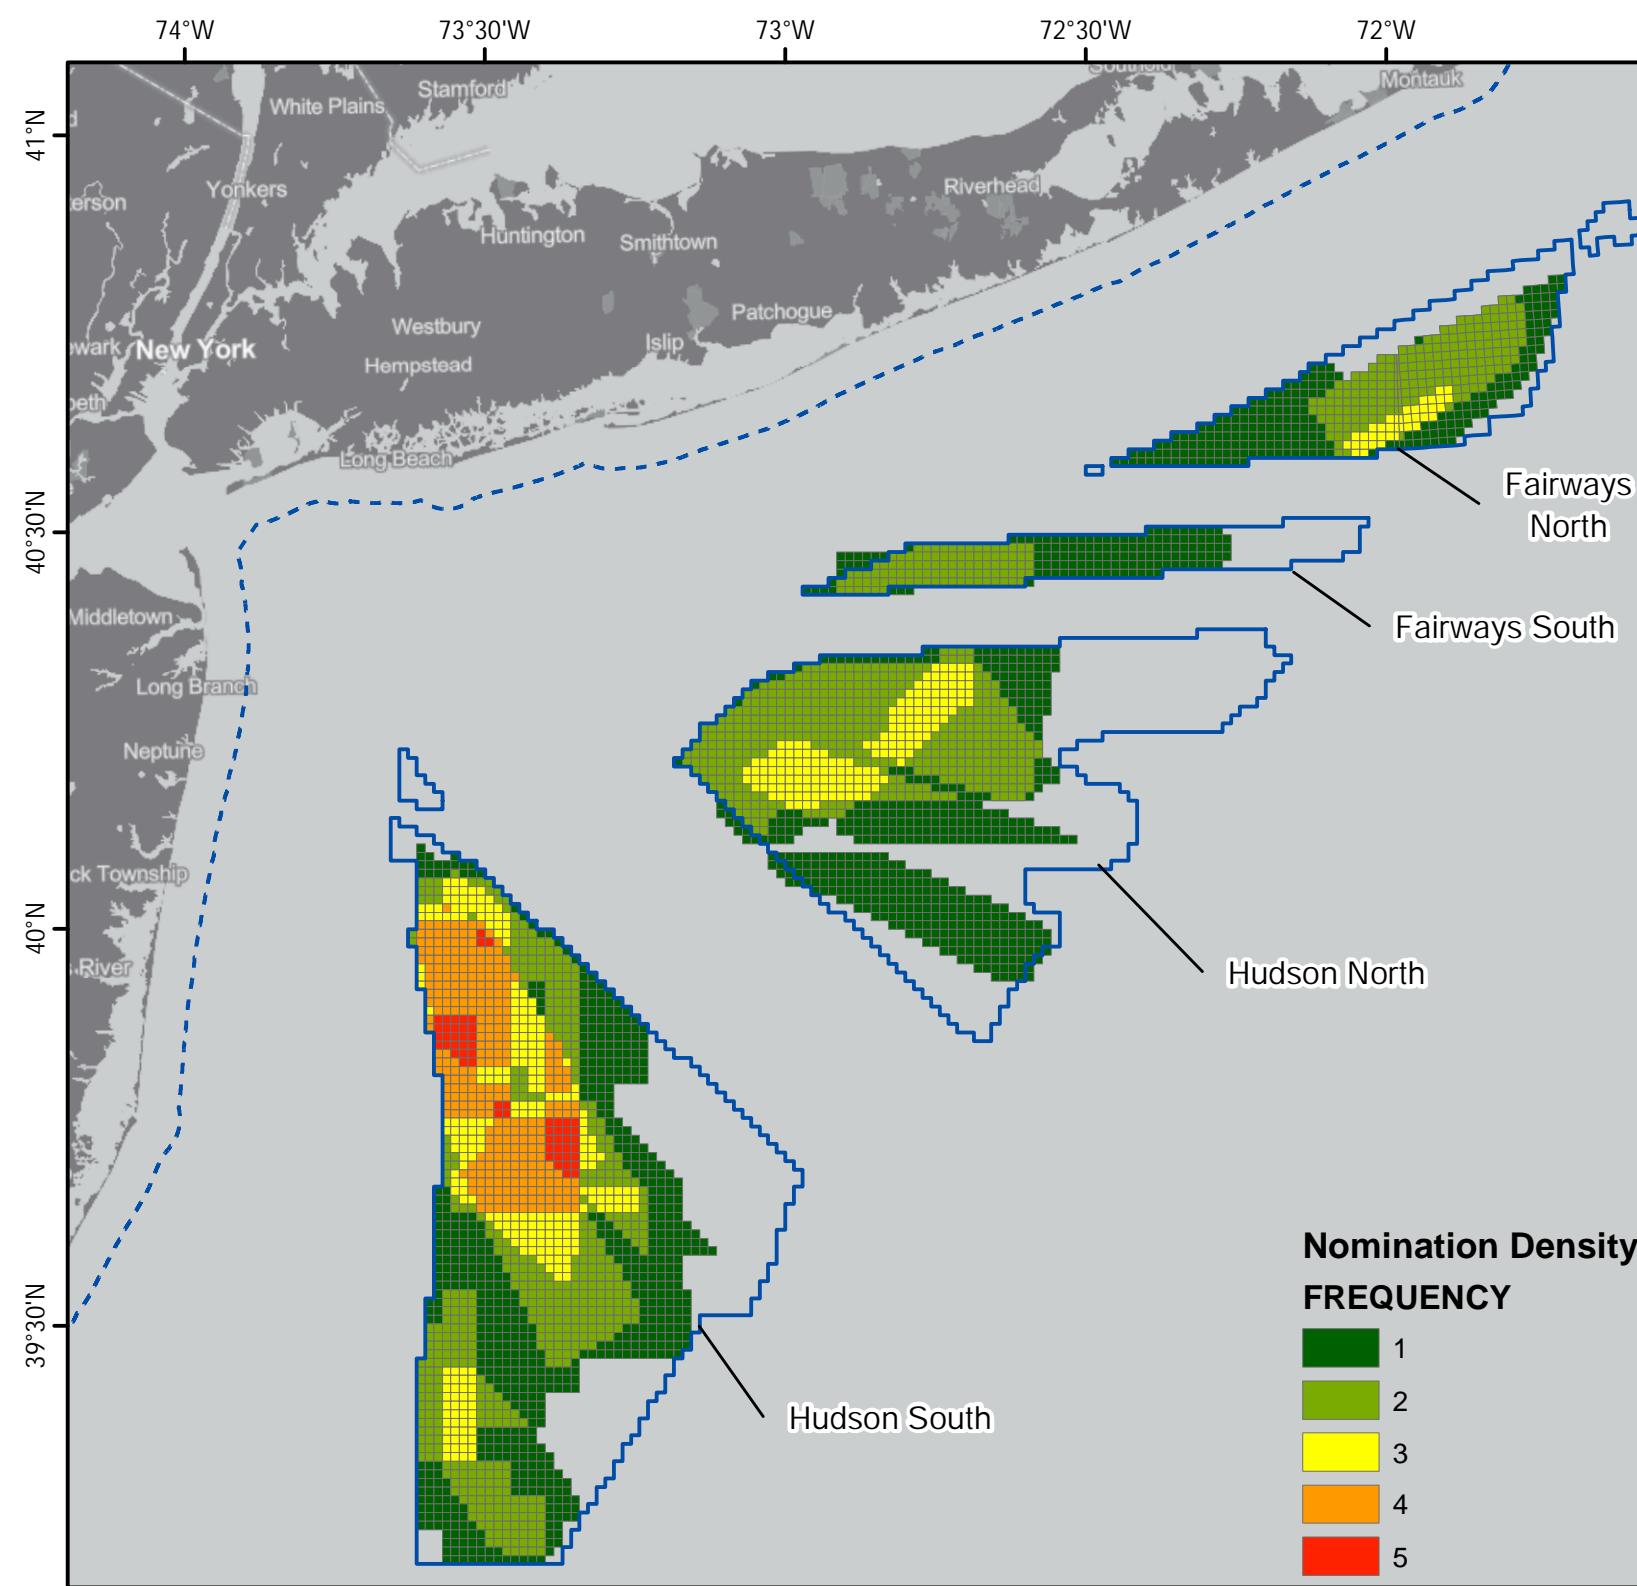 74°W
73°30'W
73°W
72°30'W
72°W
41°N
40°30'N
40°N
39°30'N
Stamford
White Plains
Montauk
Yonkers
Riverhead
Huntington
Smithtown
Patchogue
Westbury
Islip
New York
Hempstead
Long Beach
Middletown
Long Branch
Neptune
ck Township
River
Fairways
North
Fairways South
Hudson North
Hudson South
Nomination Density
FREQUENCY
1
2
3
4
5